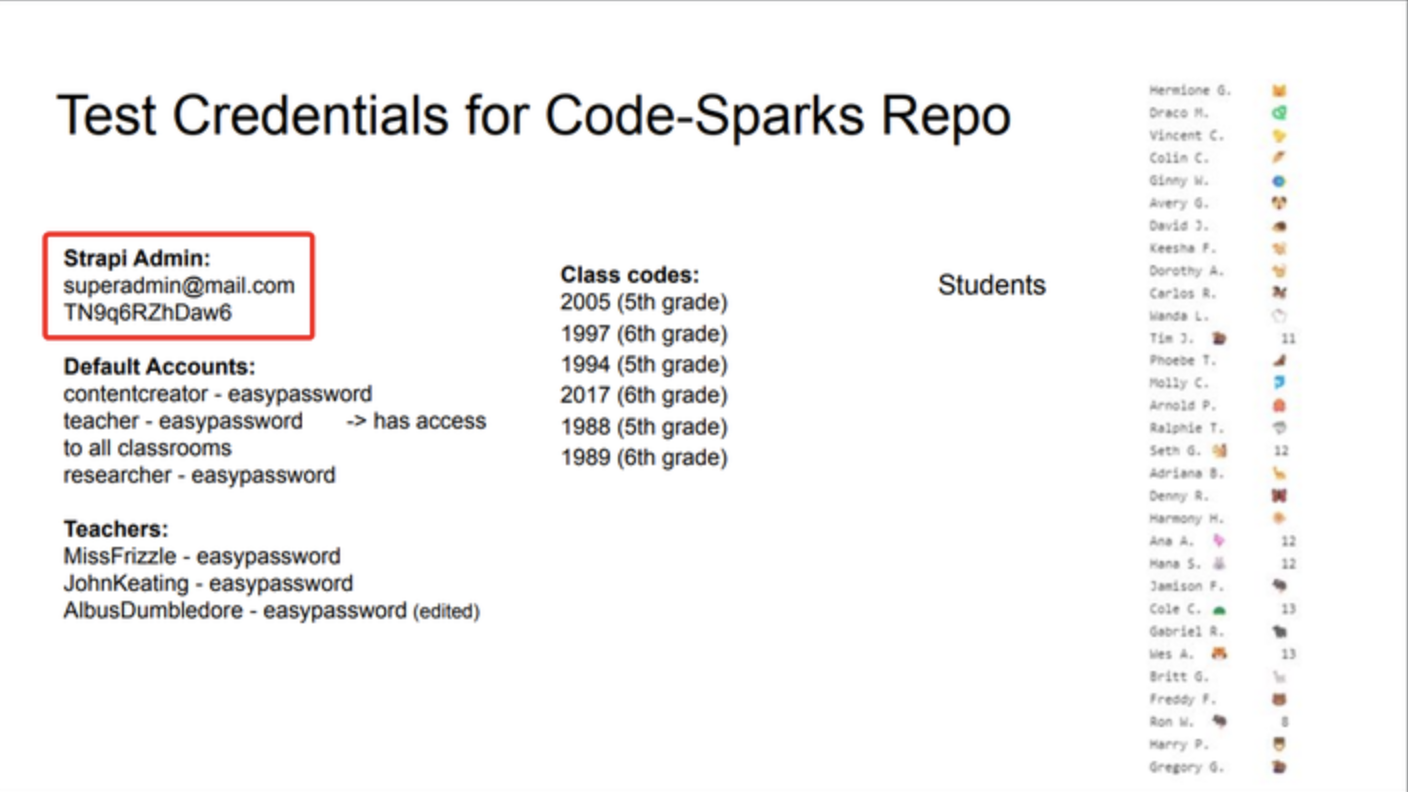 Test Credentials for Code-Sparks Repo
Strapi Admin:
superadmin@mail.com
TN9q6RZhDaw6
Default Accounts:
contentcreator - easypassword
teacher - easypassword -> has access
to all classrooms
researcher - easypassword
Teachers:
MissFrizzle - easypassword
JohnKeating - easypassword
AlbusDumbledore - easypassword (edited)
Class codes:
2005 (5th grade)
1997 (6th grade)
1994 (5th grade)
2017 (6th grade)
1988 (5th grade)
1989 (6th grade)
Students
Hermione G.
Draco M.
Vincent C.
Colin C.
Ginny W.
Avery G.
David J.
Keesha F.
Dorothy A.
Carlos R.
Wanda L.
Tim J. 11
Phoebe T.
Molly C.
Arnold P.
Ralphie T.
Seth G. 12
Adriana B.
Denny R.
Harmony H.
Ana A. 12
Hana S. 12
Jamison F.
Cole C. 13
Gabriel R.
Wes A. 13
Britt G.
Freddy F.
Ron W. 8
Harry P.
Gregory G.